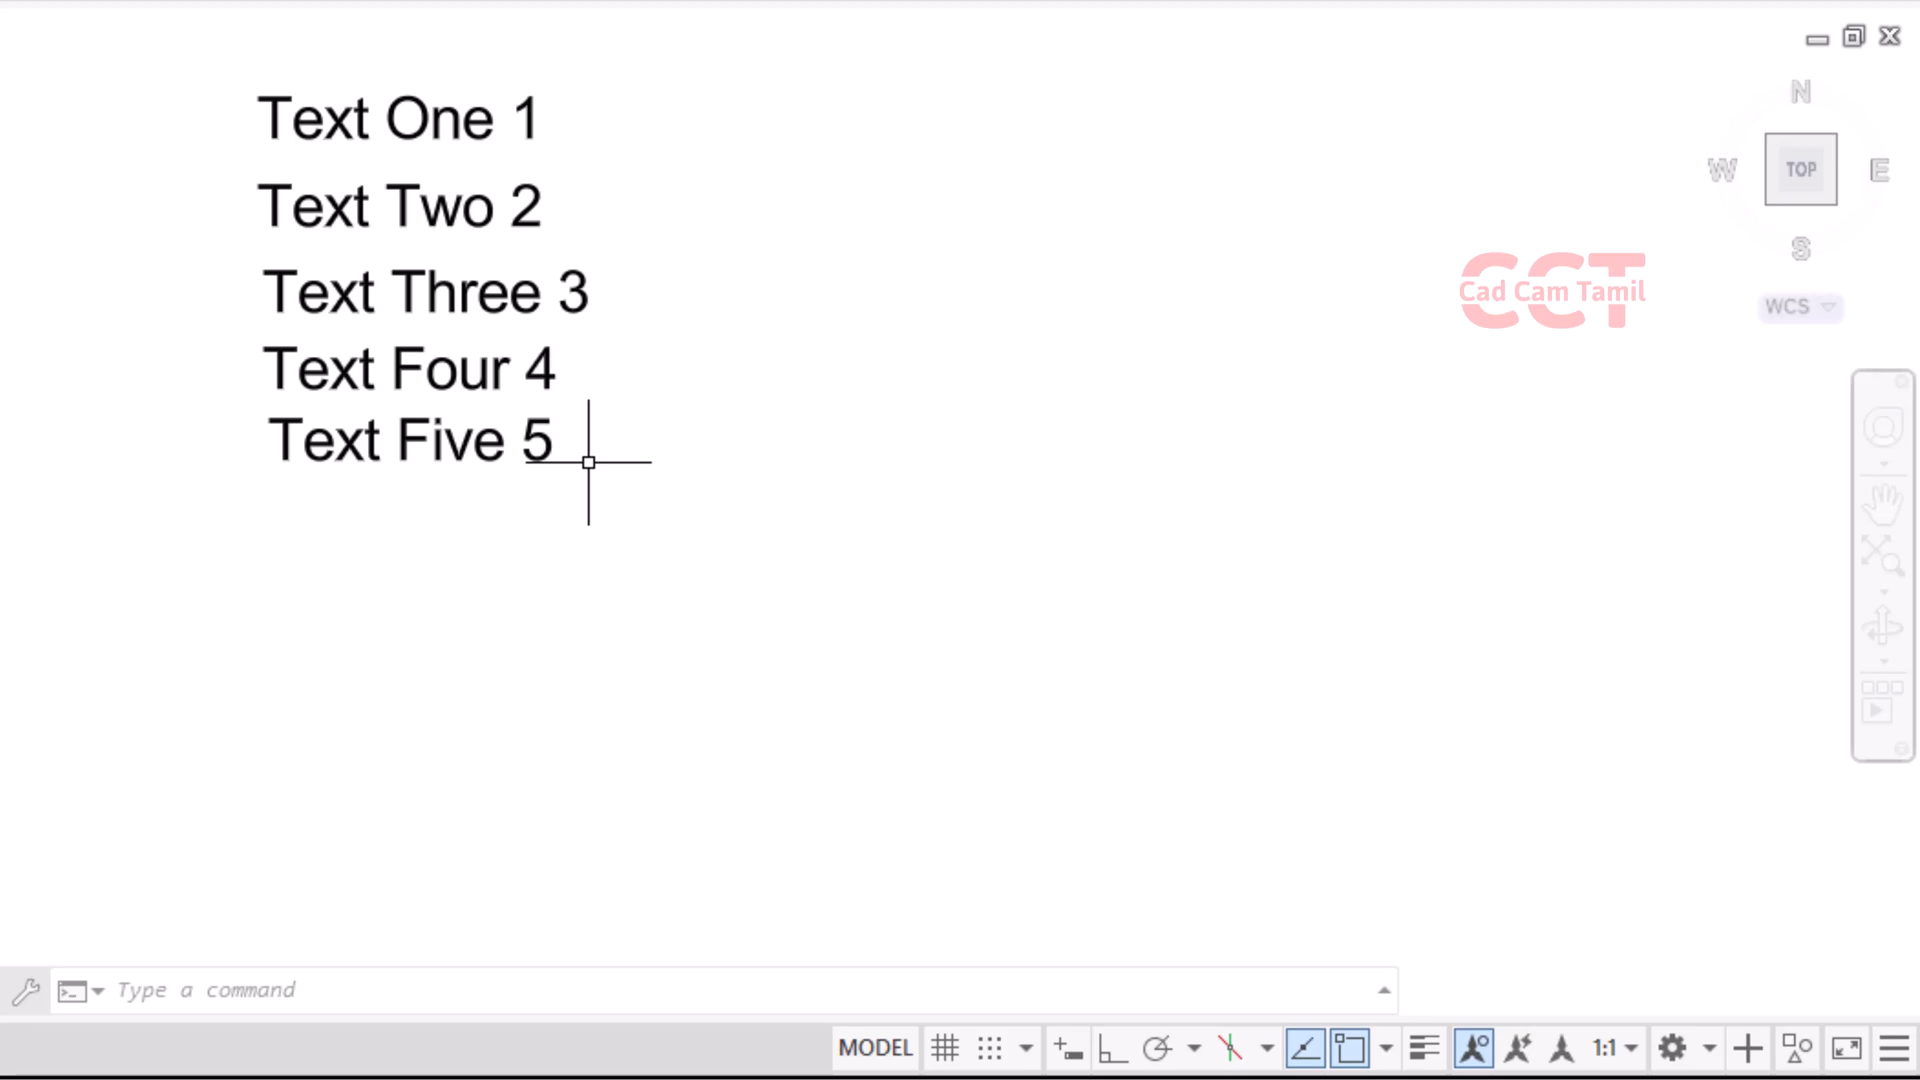 Text One 1
Text Two 2
Text Three 3
Text Four 4
Text Five 5
N
W
TOP
E
S
WCS
CCT
Cad Cam Tamil
Type a command
MODEL
1:1